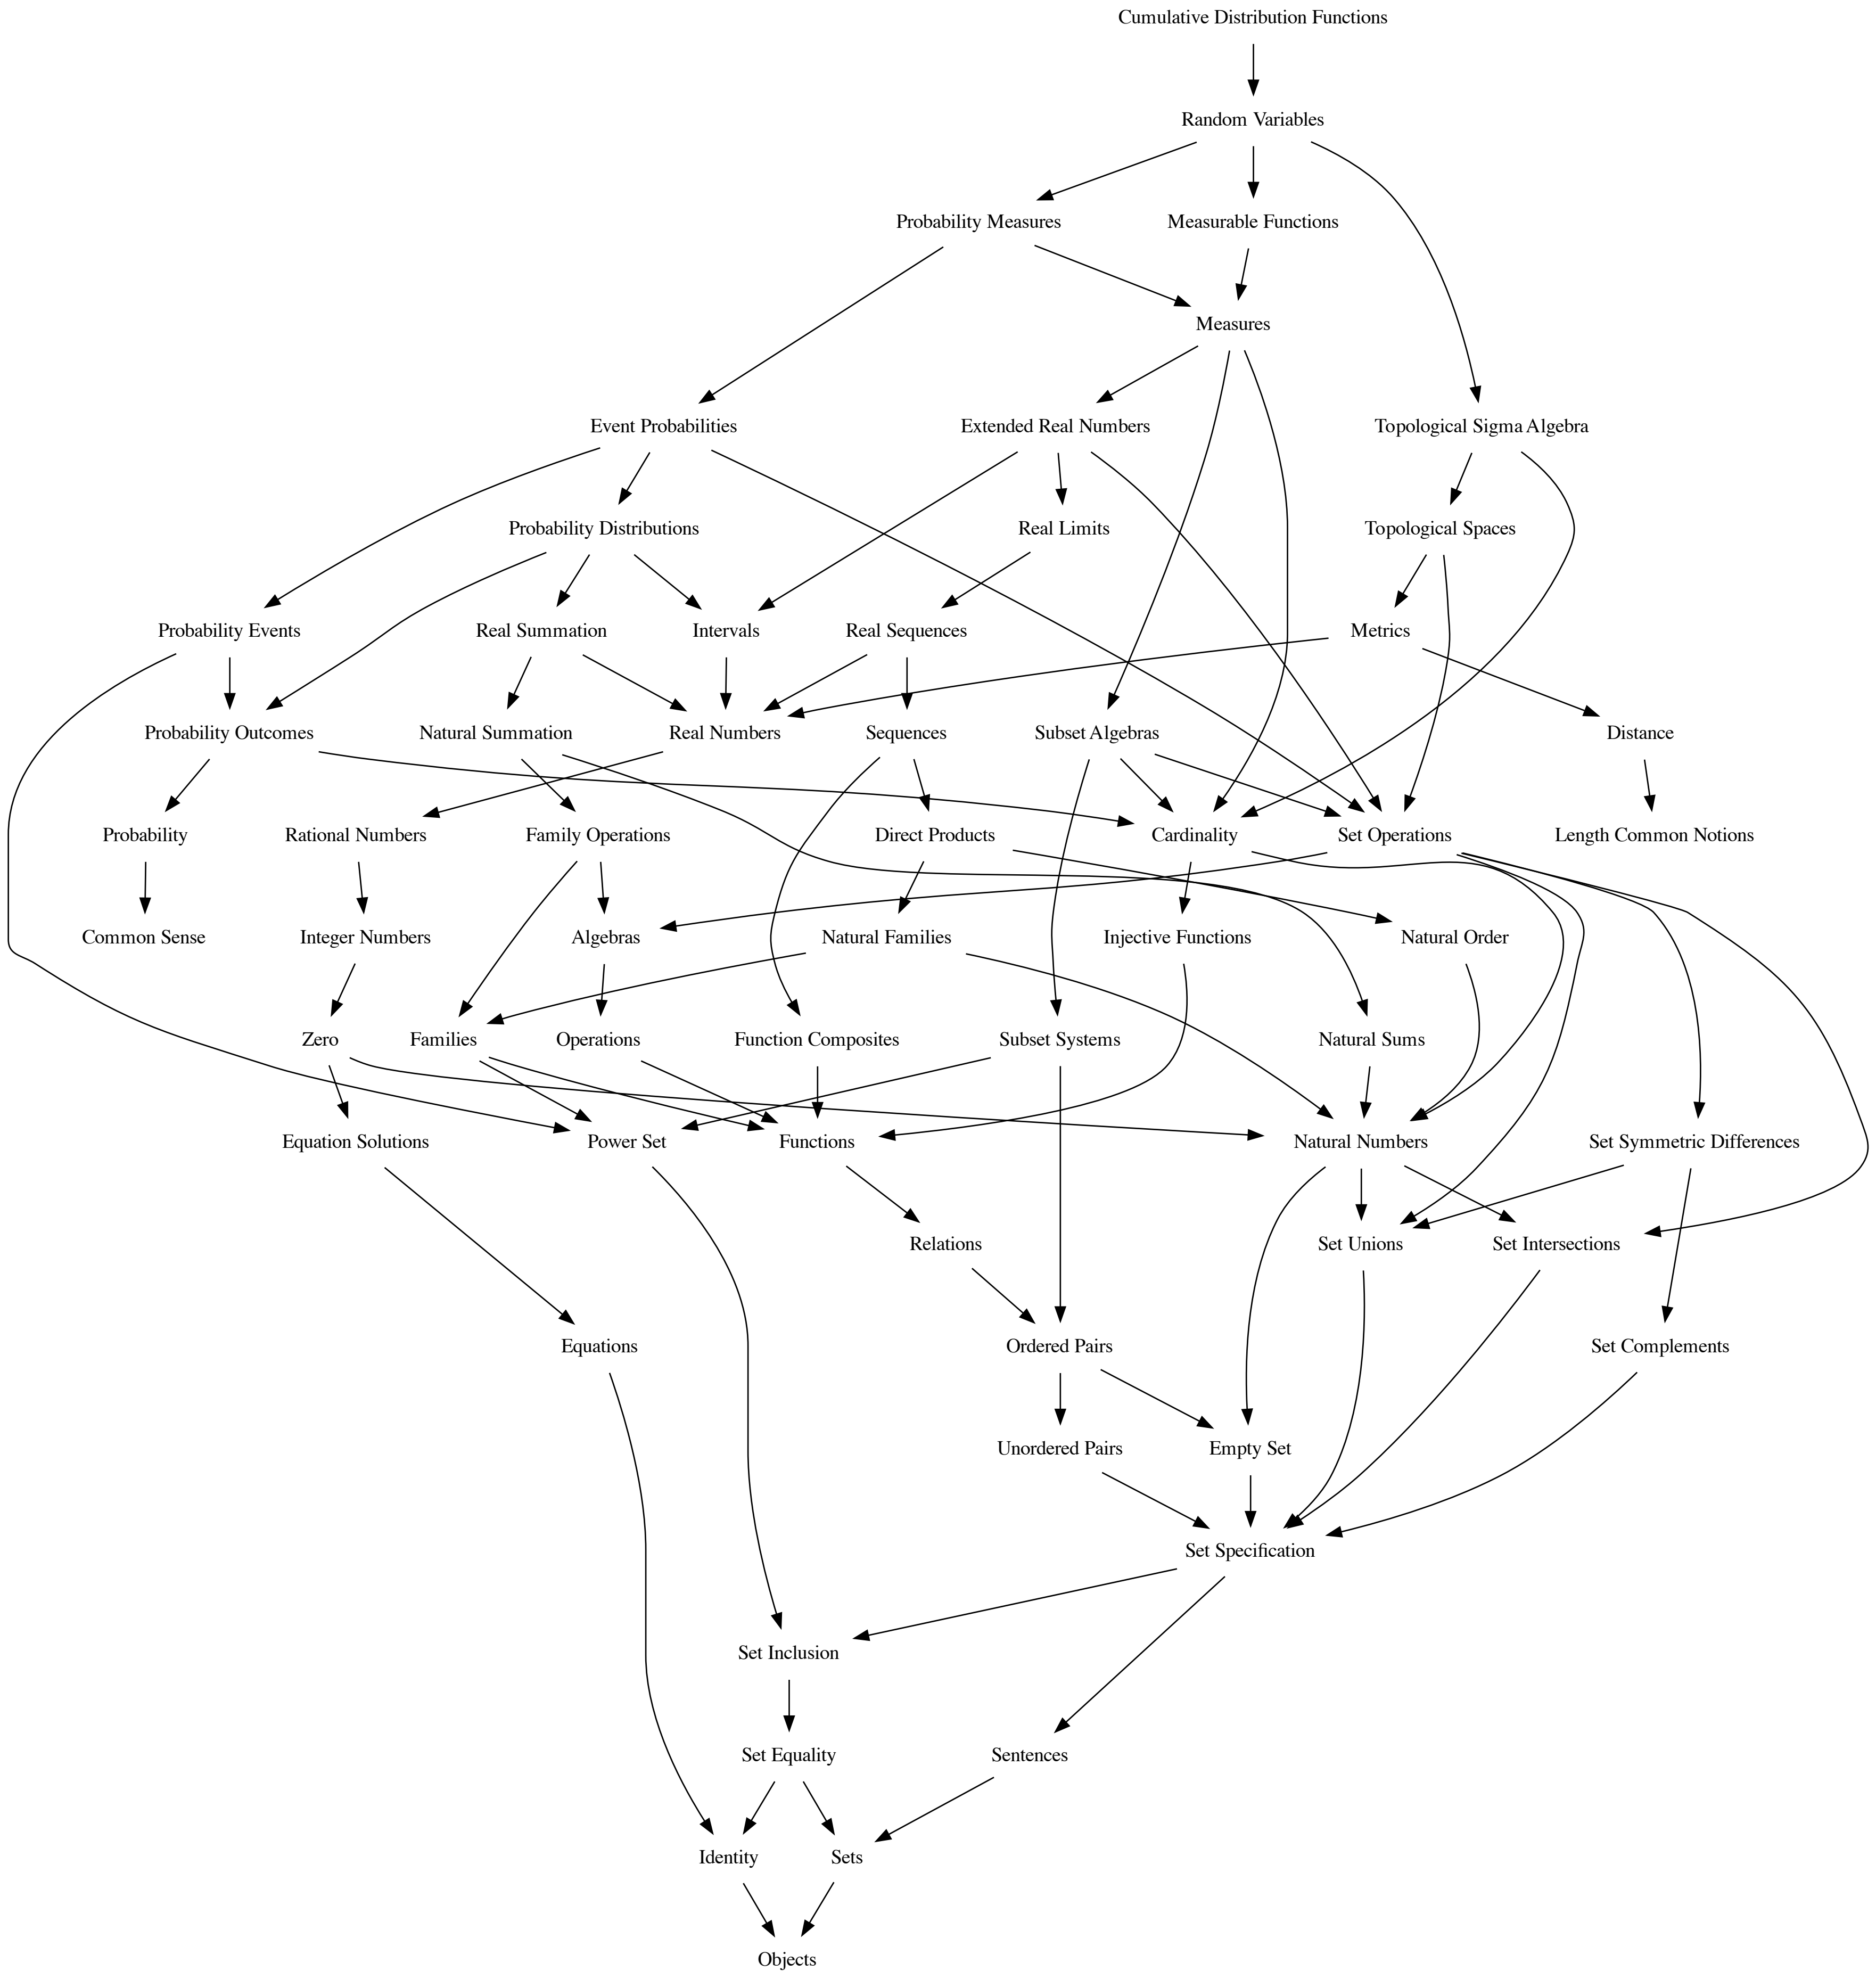 Cumulative Distribution Functions
Random Variables
Probability Measures
Measurable Functions
Measures
Event Probabilities
Extended Real Numbers
Topological Sigma Algebra
Probability Distributions
Real Limits
Topological Spaces
Probability Events
Real Summation
Intervals
Real Sequences
Metrics
Probability Outcomes
Natural Summation
Real Numbers
Sequences
Subset Algebras
Distance
Probability
Rational Numbers
Family Operations
Direct Products
Cardinality
Set Operations
Length Common Notions
Common Sense
Integer Numbers
Algebras
Natural Families
Injective Functions
Natural Order
Zero
Families
Operations
Function Composites
Subset Systems
Natural Sums
Equation Solutions
Power Set
Functions
Natural Numbers
Set Symmetric Differences
Relations
Set Unions
Set Intersections
Equations
Ordered Pairs
Set Complements
Unordered Pairs
Empty Set
Set Specification
Set Inclusion
Set Equality
Sentences
Identity
Sets
Objects